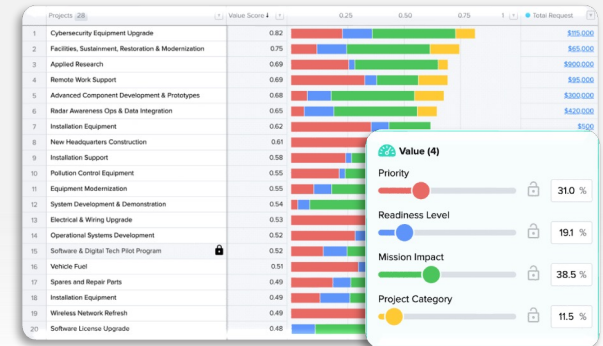 Projects 28 Value Score ↓ 0.25 0.50 0.75 1 Total Request
1 Cybersecurity Equipment Upgrade 0.82 $115,000
2 Facilities, Sustainment, Restoration & Modernization 0.75 $65,000
3 Applied Research 0.69 $900,000
4 Remote Work Support 0.69 $95,000
5 Advanced Component Development & Prototypes 0.68 $300,000
6 Radar Awareness Ops & Data Integration 0.65 $420,000
7 Installation Equipment 0.62 $500
8 New Headquarters Construction 0.61
9 Installation Support 0.58
10 Pollution Control Equipment 0.55
11 Equipment Modernization 0.55
12 System Development & Demonstration 0.54
13 Electrical & Wiring Upgrade 0.53
14 Operational Systems Development 0.52
15 Software & Digital Tech Pilot Program 0.52
16 Vehicle Fuel 0.51
17 Spares and Repair Parts 0.49
18 Installation Equipment 0.49
19 Wireless Network Refresh 0.49
20 Software License Upgrade 0.48
Value (4)
Priority
31.0 %
Readiness Level
19.1 %
Mission Impact
38.5 %
Project Category
11.5 %